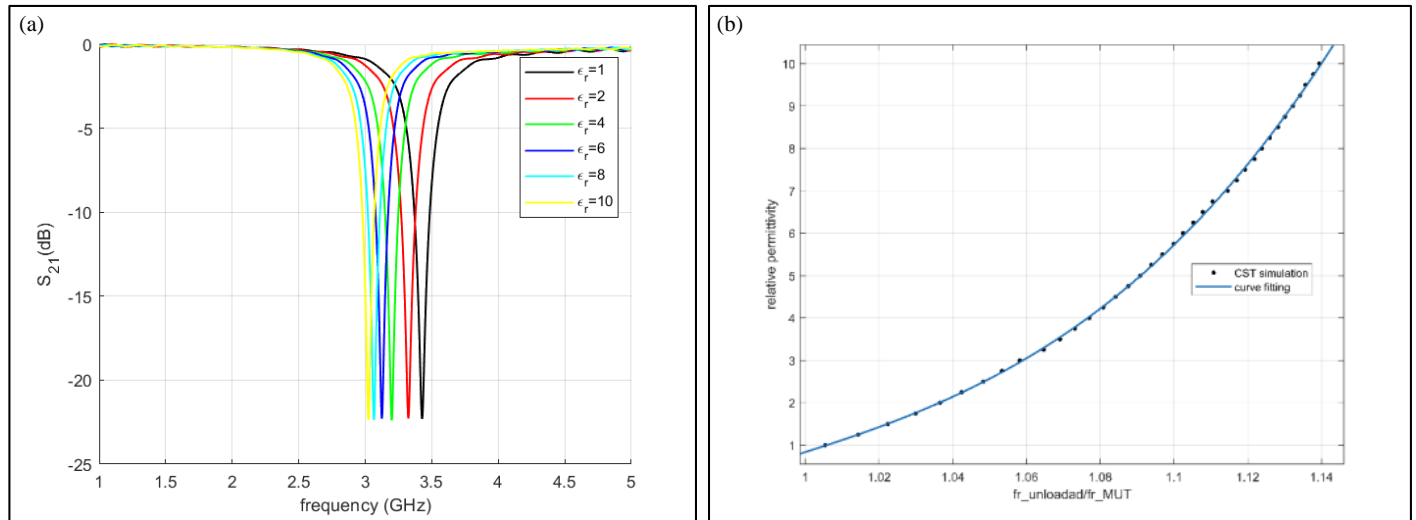 (a)
0
-5
-10
-15
-20
-25
S21(dB)
1
1.5
2
2.5
3
3.5
4
4.5
5
frequency (GHz)
ϵr=1
ϵr=2
ϵr=4
ϵr=6
ϵr=8
ϵr=10
(b)
10
9
8
7
6
5
4
3
2
1
relative permittivity
CST simulation
curve fitting
1
1.02
1.04
1.06
1.08
1.1
1.12
1.14
fr_unloadad/fr_MUT